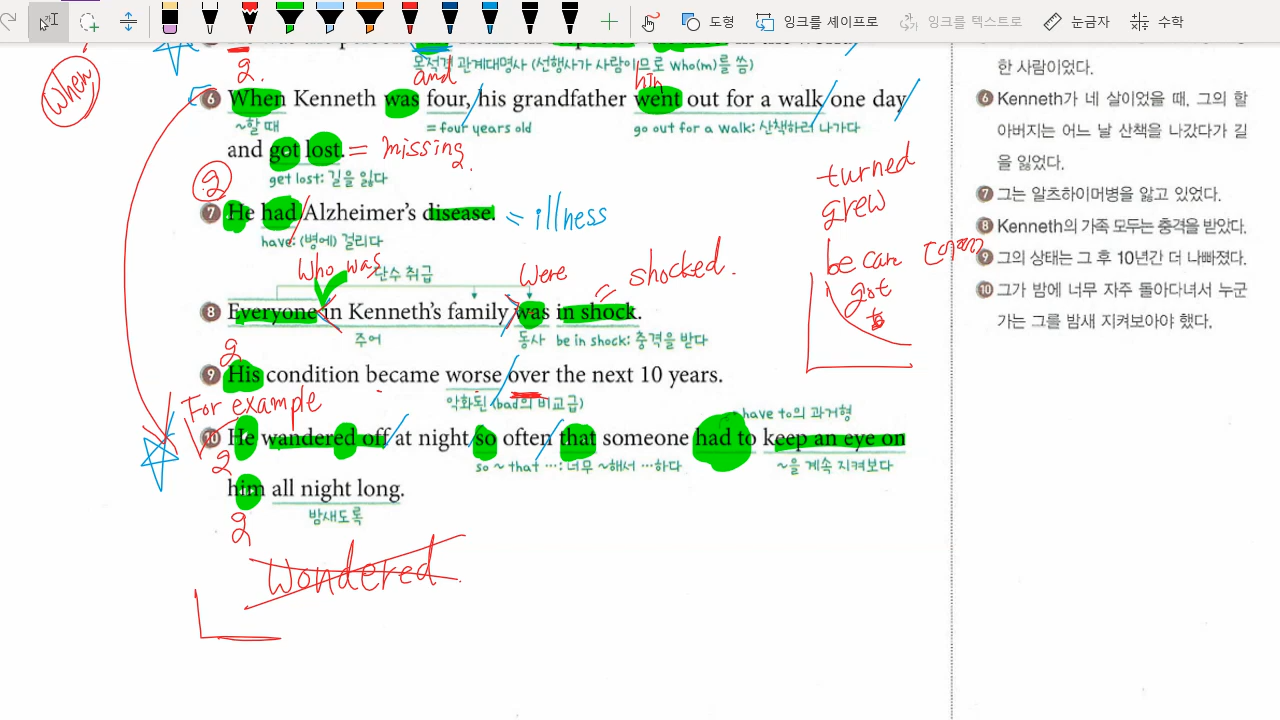 도형
잉크를 셰이프로
잉크를 텍스트로
눈금자
수학
목적격 관계대명사 (선행사가 사람이므로 who(m)를 씀)
한 사람이었다.
When
g.
and
him
❻ When Kenneth was four, his grandfather went out for a walk one day
~할 때
= four years old
go out for a walk: 산책하러 나가다
and got lost. = missing
get lost: 길을 잃다
g
❼ He had Alzheimer's disease. = illness
have: (병에) 걸리다
who was
단수 취급
were
= shocked.
❽ Everyone in Kenneth's family was in shock.
주어
동사
be in shock: 충격을 받다
g
❾ His condition became worse over the next 10 years.
악화된 (bad의 비교급)
For example
have to의 과거형
❿ He wandered off at night so often that someone had to keep an eye on
g
so ~ that …: 너무 ~해서 …하다
~을 계속 지켜보다
him all night long.
밤새도록
g
Wondered
turned
grew
got
❻ Kenneth가 네 살이었을 때, 그의 할
아버지는 어느 날 산책을 나갔다가 길
을 잃었다.
❼ 그는 알츠하이머병을 앓고 있었다.
❽ Kenneth의 가족 모두는 충격을 받았다.
❾ 그의 상태는 그 후 10년간 더 나빠졌다.
❿ 그가 밤에 너무 자주 돌아다녀서 누군
가는 그를 밤새 지켜보아야 했다.